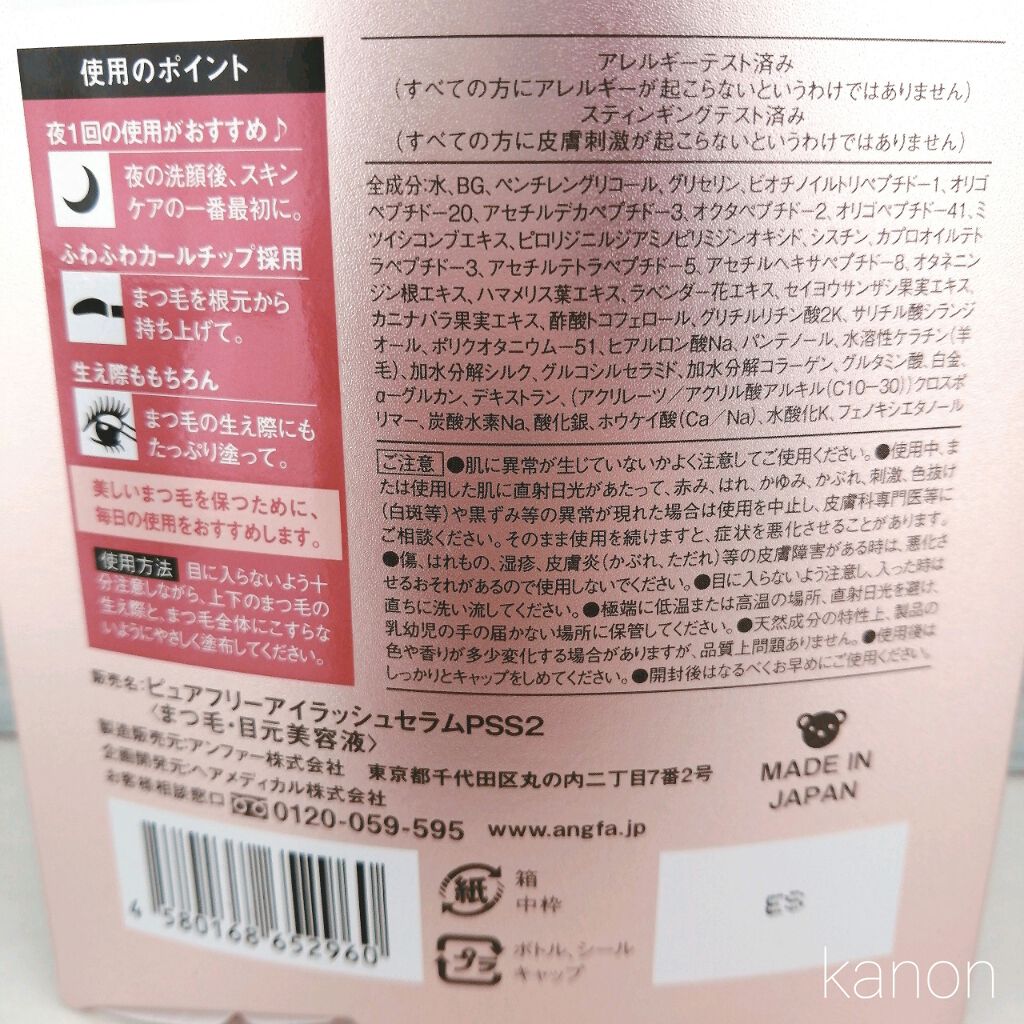 使用のポイント
夜1回の使用がおすすめ♪
夜の洗顔後、スキン
ケアの一番最初に。
ふわふわカールチップ採用
まつ毛を根元から
持ち上げて。
生え際ももちろん
まつ毛の生え際にも
たっぷり塗って。
美しいまつ毛を保つために、
毎日の使用をおすすめします。
使用方法 目に入らないよう十
分注意しながら、上下のまつ毛の
生え際と、まつ毛全体にこすらな
いようにやさしく塗布してください。
アレルギーテスト済み
(すべての方にアレルギーが起こらないというわけではありません)
スティンギングテスト済み
(すべての方に皮膚刺激が起こらないというわけではありません)
全成分:水、BG、ペンチレングリコール、グリセリン、ビオチノイルトリペプチド-1、オリゴ
ペプチド-20、アセチルデカペプチド-3、オクタペプチド-2、オリゴペプチド-41、ミ
ツイシコンブエキス、ピロリジニルジアミノピリミジンオキシド、シスチン、カプロオイルテト
ラペプチド-3、アセチルテトラペプチド-5、アセチルヘキサペプチド-8、オタネニン
ジン根エキス、ハマメリス葉エキス、ラベンダー花エキス、セイヨウサンザシ果実エキス、
カニナバラ果実エキス、酢酸トコフェロール、グリチルリチン酸2K、サリチル酸シランジ
オール、ポリクオタニウム-51、ヒアルロン酸Na、パンテノール、水溶性ケラチン(羊
毛)、加水分解シルク、グルコシルセラミド、加水分解コラーゲン、グルタミン酸、白金、
α-グルカン、デキストラン、(アクリレーツ/アクリル酸アルキル(C10-30))クロスポ
リマー、炭酸水素Na、酸化銀、ホウケイ酸(Ca/Na)、水酸化K、フェノキシエタノール
ご注意 ●肌に異常が生じていないかよく注意してご使用ください。●使用中、ま
たは使用した肌に直射日光があたって、赤み、はれ、かゆみ、かぶれ、刺激、色抜け
(白斑等)や黒ずみ等の異常が現れた場合は使用を中止し、皮膚科専門医等に
ご相談ください。そのまま使用を続けますと、症状を悪化させることがあります。
●傷、はれもの、湿疹、皮膚炎(かぶれ、ただれ)等の皮膚障害がある時は、悪化さ
せるおそれがあるので使用しないでください。●目に入らないよう注意し、入った時は
直ちに洗い流してください。●極端に低温または高温の場所、直射日光を避け、
乳幼児の手の届かない場所に保管してください。●天然成分の特性上、製品の
色や香りが多少変化する場合がありますが、品質上問題ありません。●使用後は
しっかりとキャップをしめてください。●開封後はなるべくお早めにご使用ください。
販売名:ピュアフリーアイラッシュセラムPSS2
〈まつ毛・目元美容液〉
製造販売元:アンファー株式会社 東京都千代田区丸の内二丁目7番2号
企画開発元:ヘアメディカル株式会社
お客様相談窓口 0120-059-595 www.angfa.jp
MADE IN
JAPAN
4 580168 652960
紙 箱
中枠
プラ ボトル、シール
キャップ
ES
kanon